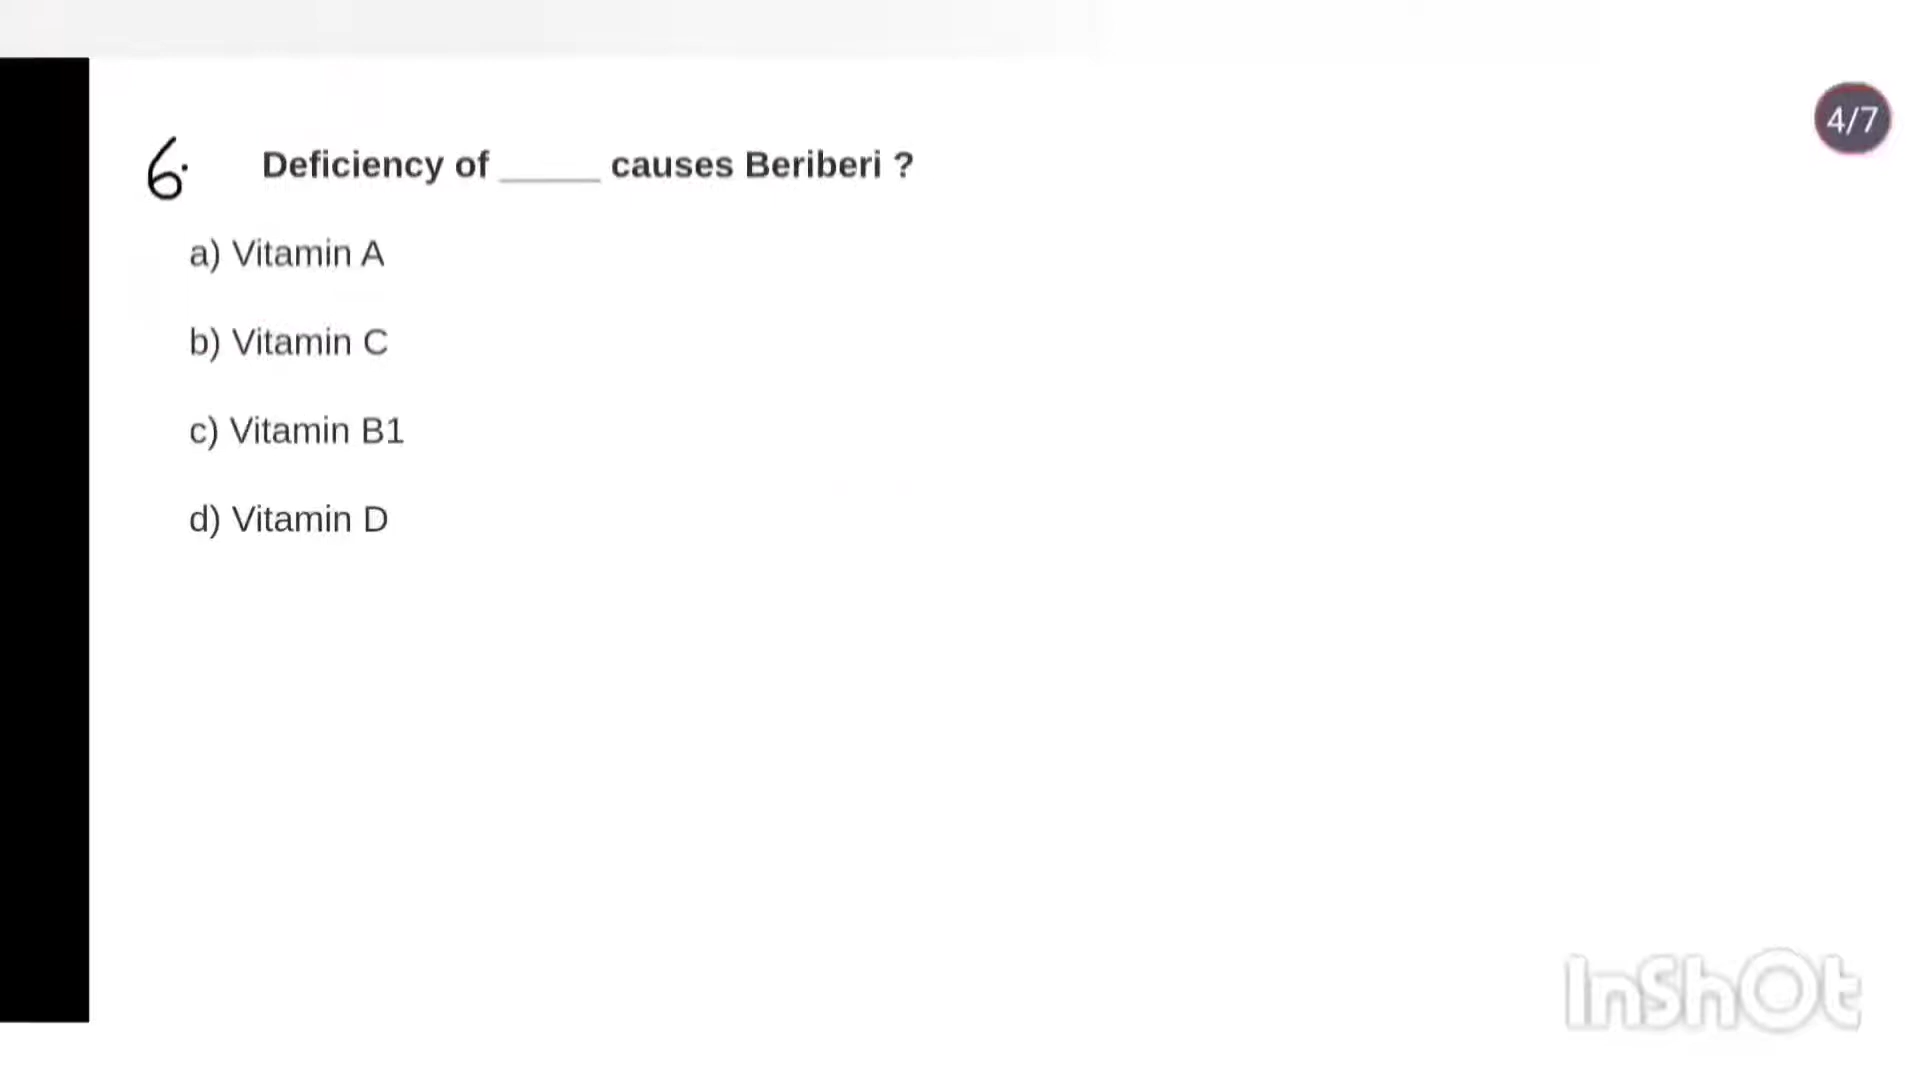 4/7
6. Deficiency of _____ causes Beriberi ?
a) Vitamin A
b) Vitamin C
c) Vitamin B1
d) Vitamin D
InShOt